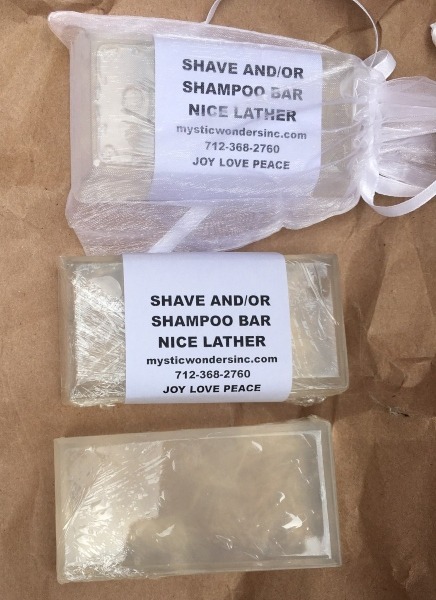 SHAVE AND/OR
SHAMPOO BAR
NICE LATHER
mysticwondersinc.com
712-368-2760
JOY LOVE PEACE
SHAVE AND/OR
SHAMPOO BAR
NICE LATHER
mysticwondersinc.com
712-368-2760
JOY LOVE PEACE